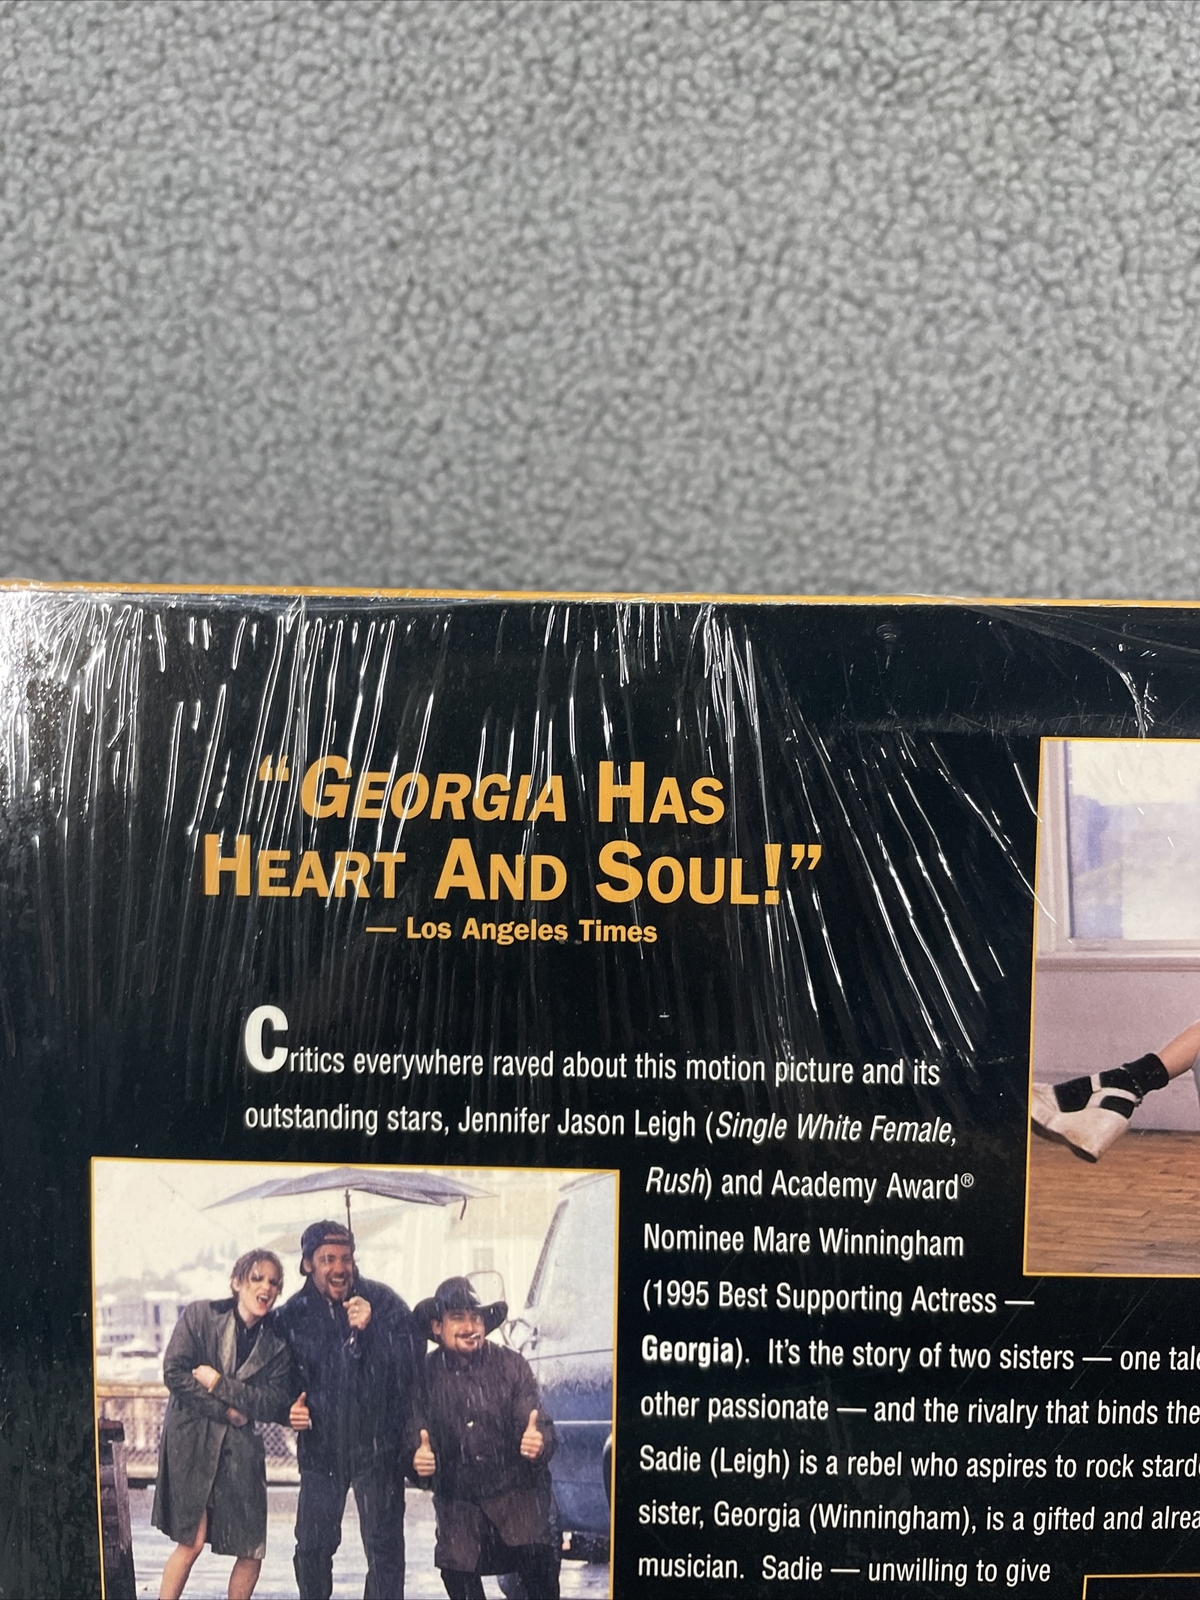 “GEORGIA HAS
HEART AND SOUL!”
— Los Angeles Times
Critics everywhere raved about this motion picture and its
outstanding stars, Jennifer Jason Leigh (Single White Female,
Rush) and Academy Award®
Nominee Mare Winningham
(1995 Best Supporting Actress —
Georgia). It's the story of two sisters — one
other passionate — and the rivalry that binds
Sadie (Leigh) is a rebel who aspires to rock
sister, Georgia (Winningham), is a gifted and
musician. Sadie — unwilling to give